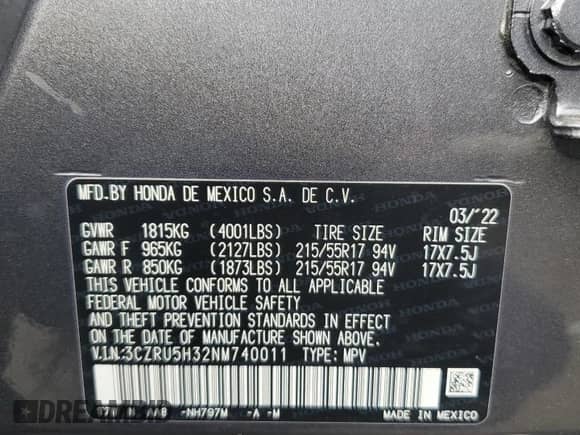 MFD.BY HONDA DE MEXICO S.A. DE C.V.
03/'22
GVWR 1815KG (4001LBS) TIRE SIZE RIM SIZE
GAWR F 965KG (2127LBS) 215/55R17 94V 17X7.5J
GAWR R 850KG (1873LBS) 215/55R17 94V 17X7.5J
THIS VEHICLE CONFORMS TO ALL APPLICABLE
FEDERAL MOTOR VEHICLE SAFETY
AND THEFT PREVENTION STANDARDS IN EFFECT
ON THE DATE OF MANUFACTURE SHOWN ABOVE.
V.I.N:3CZRU5H32NM740011 TYPE: MPV
-NH797M -A -M
MADE IN MEXICO
DREAMBID